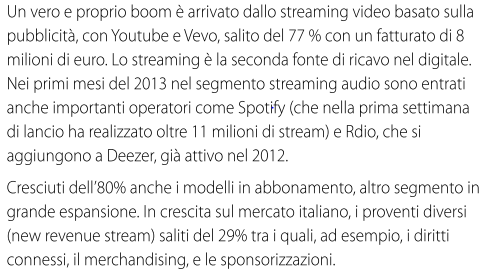 Un vero e proprio boom è arrivato dallo streaming video basato sulla
pubblicità, con Youtube e Vevo, salito del 77 % con un fatturato di 8
milioni di euro. Lo streaming è la seconda fonte di ricavo nel digitale.
Nei primi mesi del 2013 nel segmento streaming audio sono entrati
anche importanti operatori come Spotify (che nella prima settimana
di lancio ha realizzato oltre 11 milioni di stream) e Rdio, che si
aggiungono a Deezer, già attivo nel 2012.
Cresciuti dell'80% anche i modelli in abbonamento, altro segmento in
grande espansione. In crescita sul mercato italiano, i proventi diversi
(new revenue stream) saliti del 29% tra i quali, ad esempio, i diritti
connessi, il merchandising, e le sponsorizzazioni.